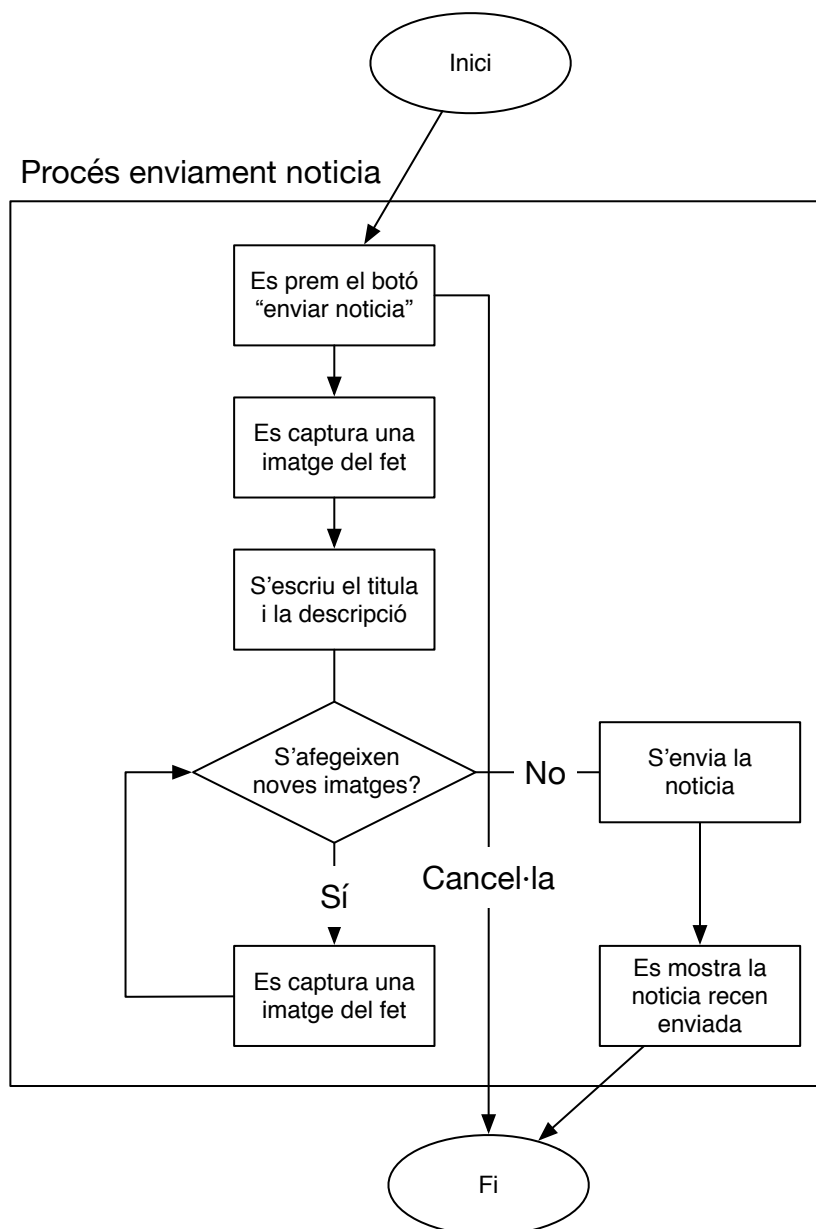 Inici
Procés enviament noticia
Es prem el botó
“enviar noticia”
Es captura una
imatge del fet
S’escriu el titula
i la descripció
S’afegeixen
noves imatges?
No
S’envia la
noticia
Sí
Cancel·la
Es captura una
imatge del fet
Es mostra la
noticia recen
enviada
Fi